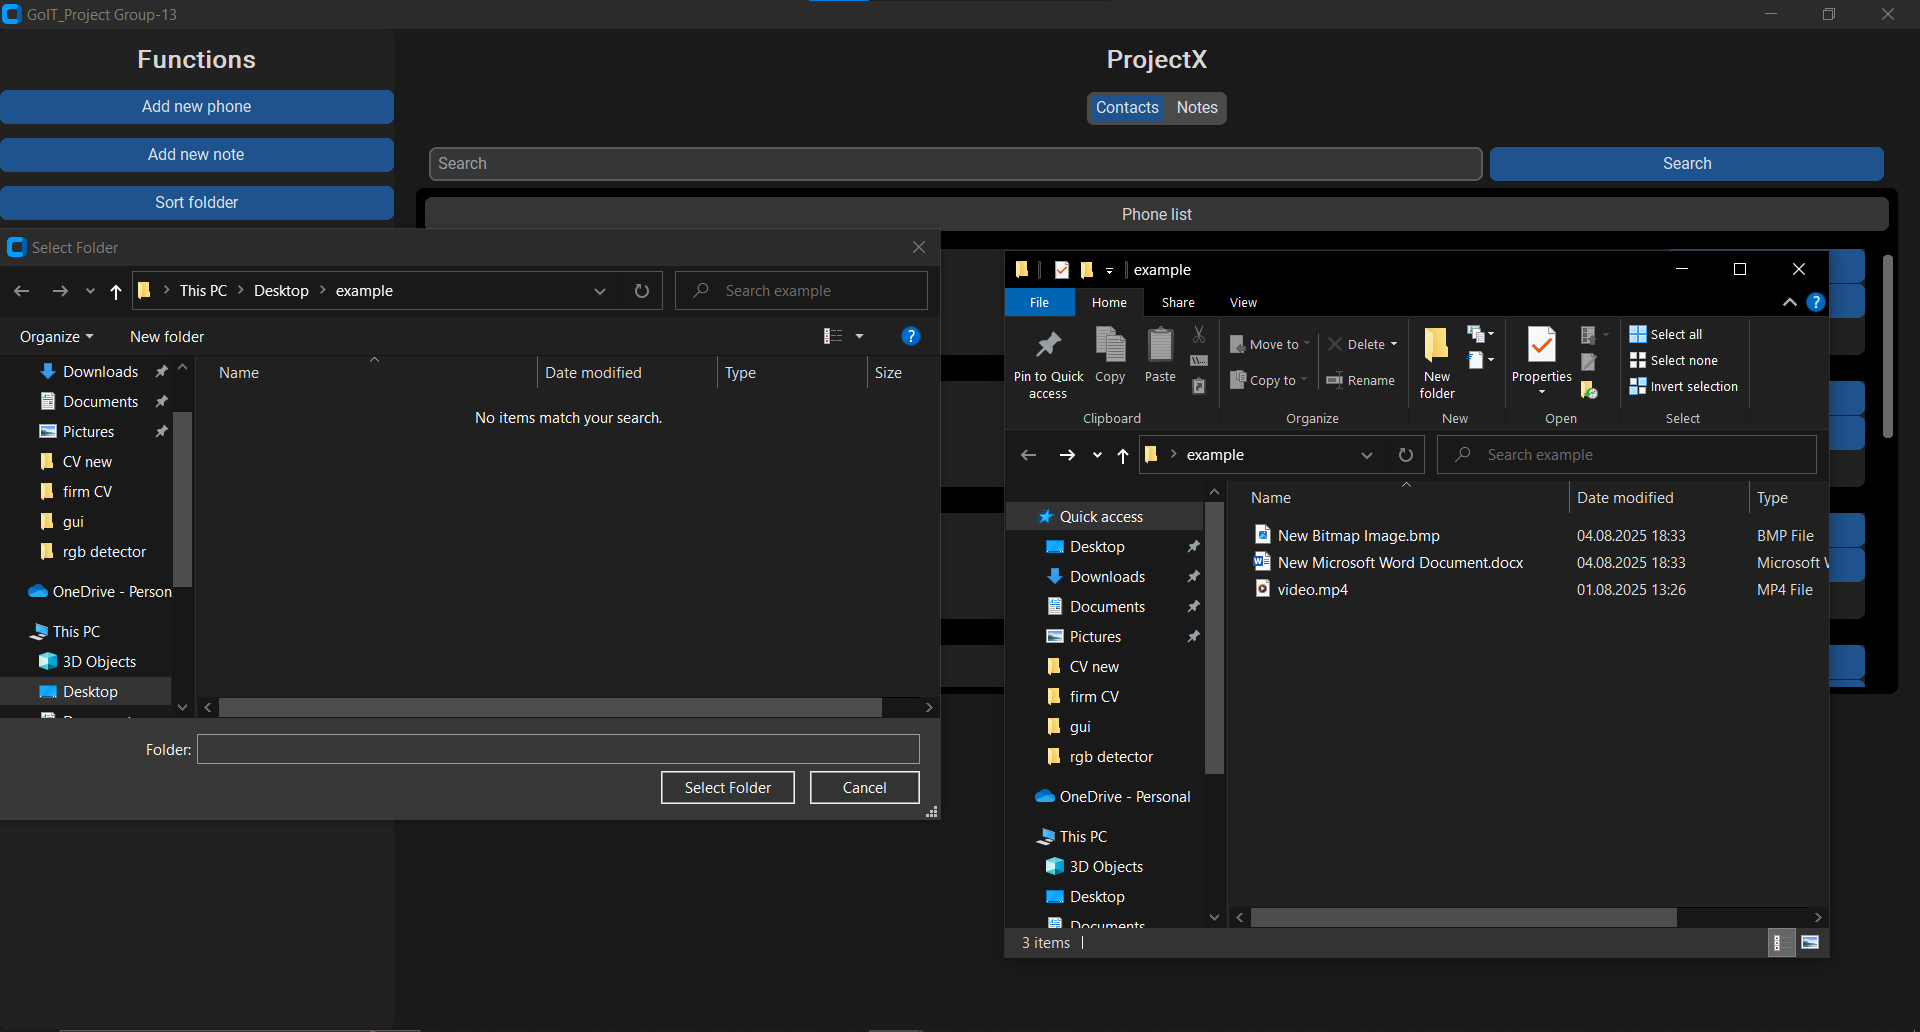 GoIT_Project Group-13
Functions
Add new phone
Add new note
Sort foldder
ProjectX
Contacts Notes
Search Search
Phone list
Select Folder
This PC Desktop example
Search example
Organize New folder
Downloads
Documents
Pictures
CV new
firm CV
gui
rgb detector
OneDrive - Person
This PC
3D Objects
Desktop
Name Date modified Type Size
No items match your search.
Folder:
Select Folder Cancel
example
File Home Share View
Pin to Quick access
Copy
Paste
Clipboard
Move to
Copy to
Delete
Rename
Organize
New folder
New
Properties
Open
Select all
Select none
Invert selection
Select
example
Search example
Quick access
Desktop
Downloads
Documents
Pictures
CV new
firm CV
gui
rgb detector
OneDrive - Personal
This PC
3D Objects
Desktop
Documents
Name Date modified Type
New Bitmap Image.bmp 04.08.2025 18:33 BMP File
New Microsoft Word Document.docx 04.08.2025 18:33 Microsoft
video.mp4 01.08.2025 13:26 MP4 File
3 items